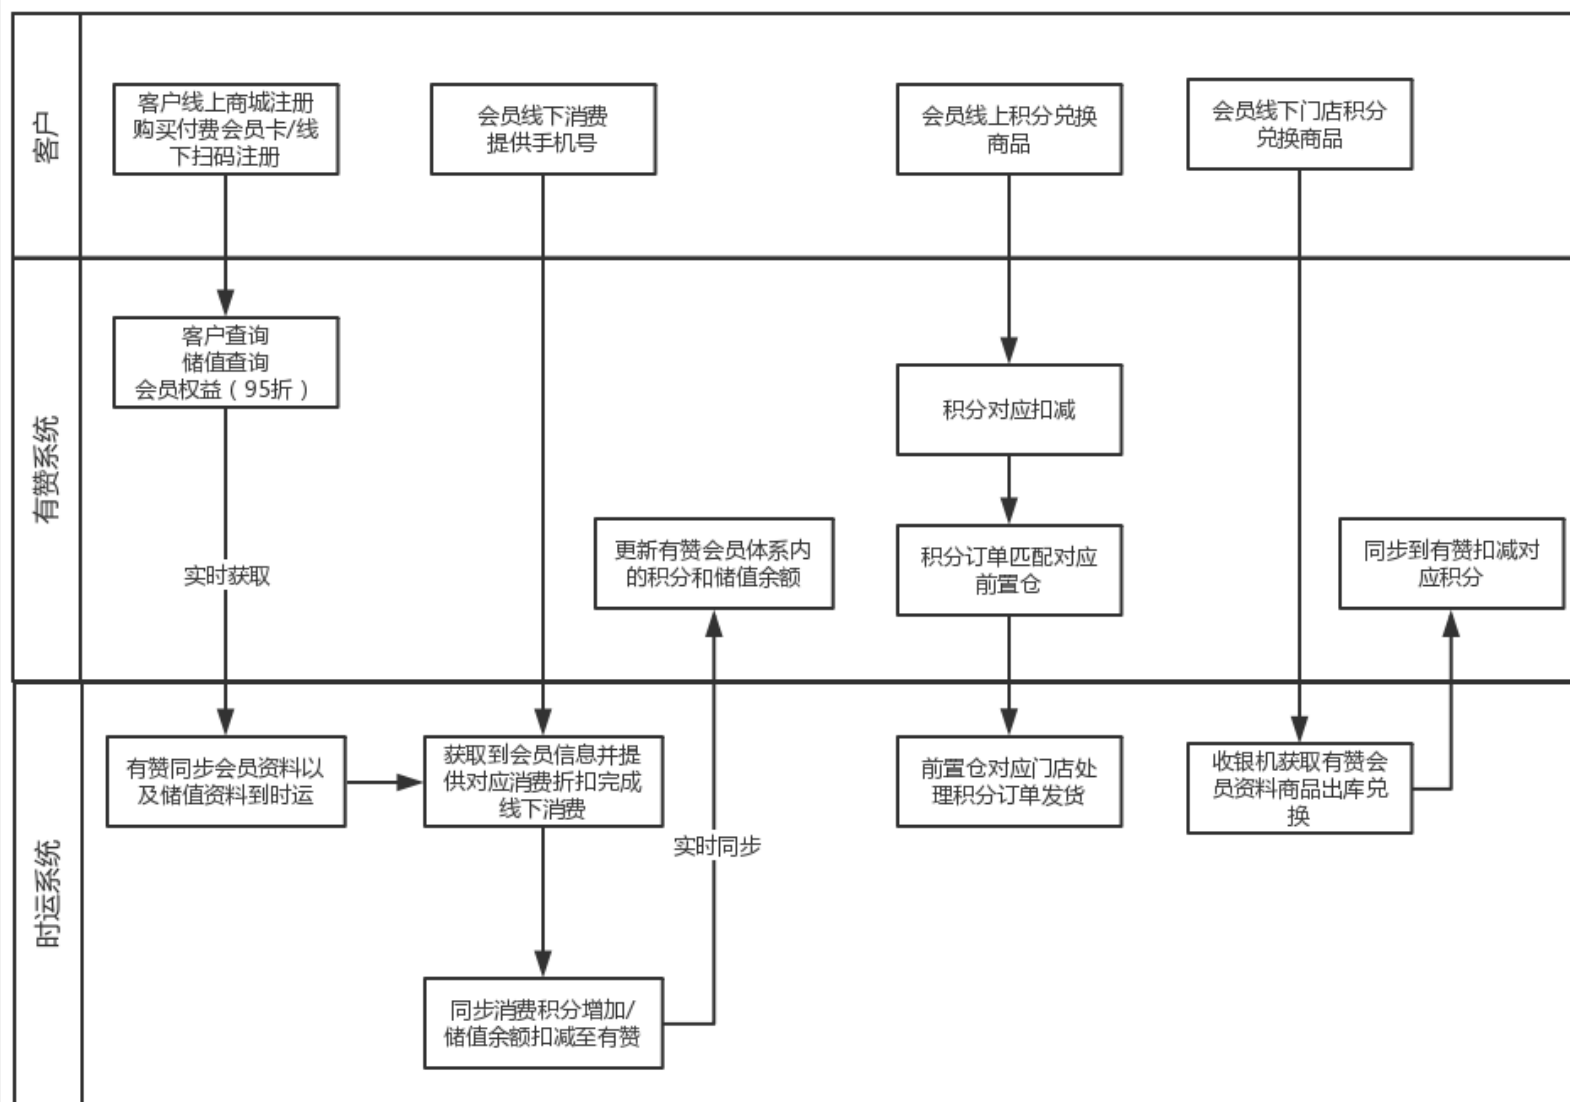 客户
客户线上商城注册
购买付费会员卡/线
下扫码注册
会员线下消费
提供手机号
会员线上积分兑换
商品
会员线下门店积分
兑换商品
有赞系统
客户查询
储值查询
会员权益（95折）
实时获取
更新有赞会员体系内
的积分和储值余额
积分对应扣减
积分订单匹配对应
前置仓
同步到有赞扣减对
应积分
时运系统
有赞同步会员资料以
及储值资料到时运
获取到会员信息并提
供对应消费折扣完成
线下消费
实时同步
前置仓对应门店处
理积分订单发货
收银机获取有赞会
员资料商品出库兑
换
同步消费积分增加/
储值余额扣减至有赞